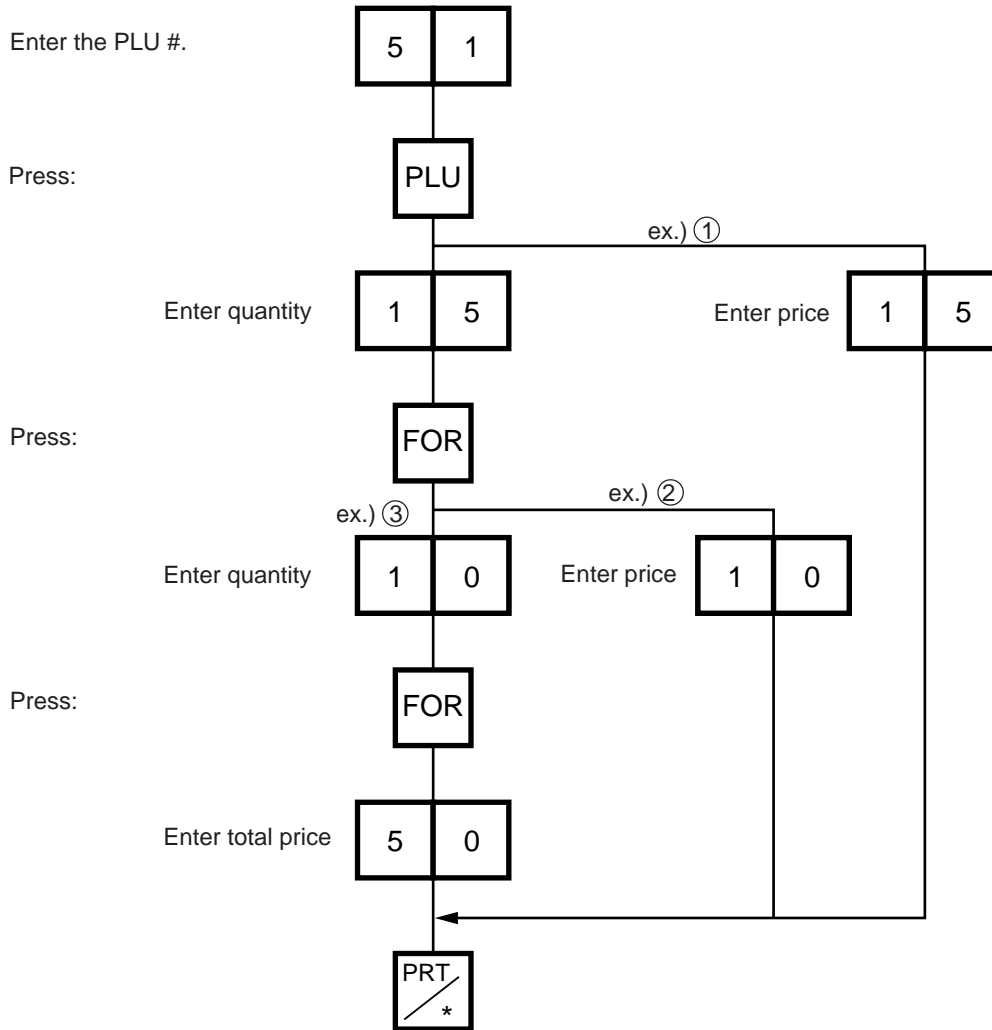 Enter the PLU #. 5 1
Press: PLU
ex.) ①
Enter quantity 1 5 Enter price 1 5
Press: FOR
ex.) ③ ex.) ②
Enter quantity 1 0 Enter price 1 0
Press: FOR
Enter total price 5 0
PRT
*